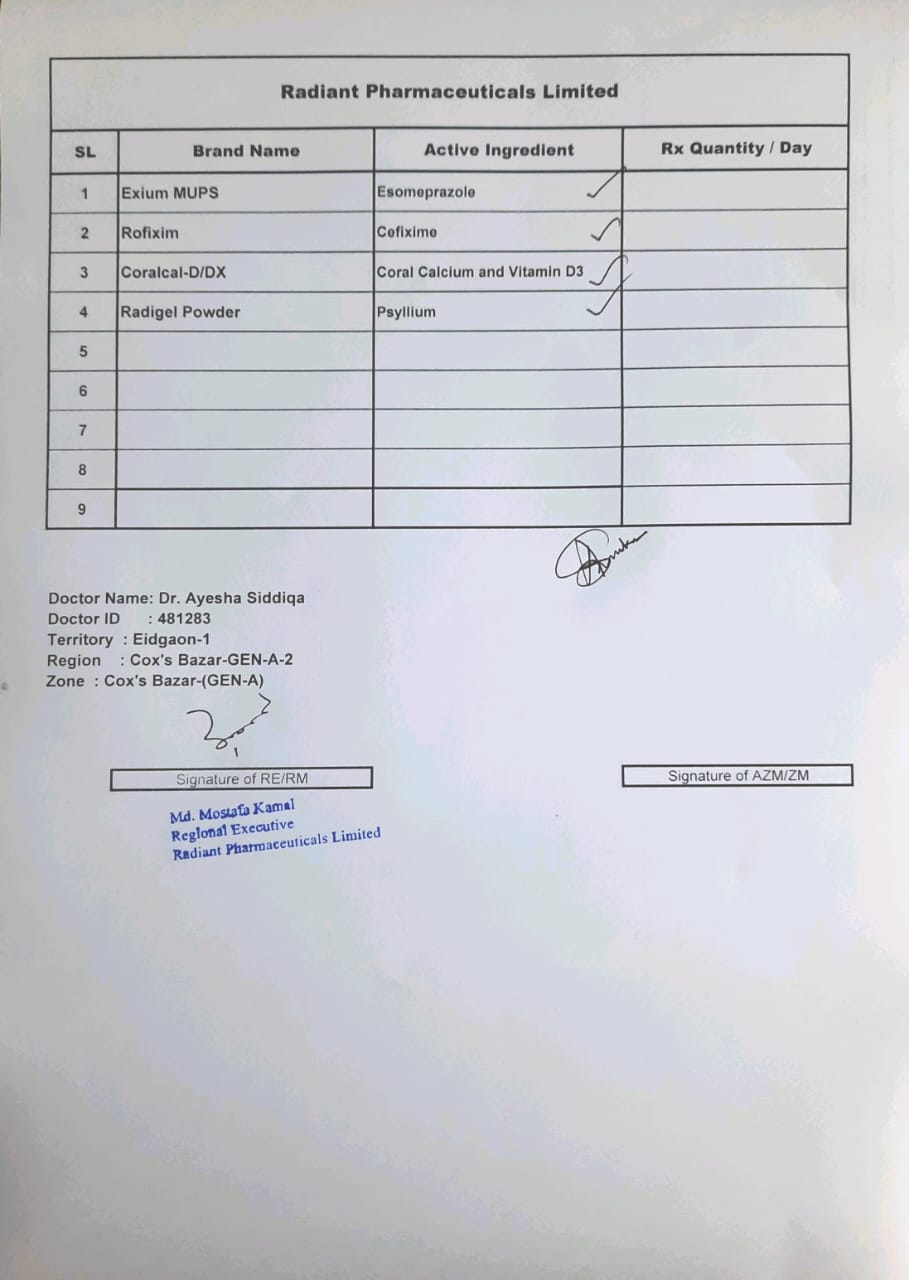 Radiant Pharmaceuticals Limited
SL Brand Name Active Ingredient Rx Quantity / Day
1 Exium MUPS Esomeprazole
2 Rofixim Cefixime
3 Coralcal-D/DX Coral Calcium and Vitamin D3
4 Radigel Powder Psyllium
5
6
7
8
9
Doctor Name: Dr. Ayesha Siddiqa
Doctor ID : 481283
Territory : Eidgaon-1
Region : Cox's Bazar-GEN-A-2
Zone : Cox's Bazar-(GEN-A)
Signature of RE/RM Signature of AZM/ZM
Md. Mostafa Kamal
Regional Executive
Radiant Pharmaceuticals Limited